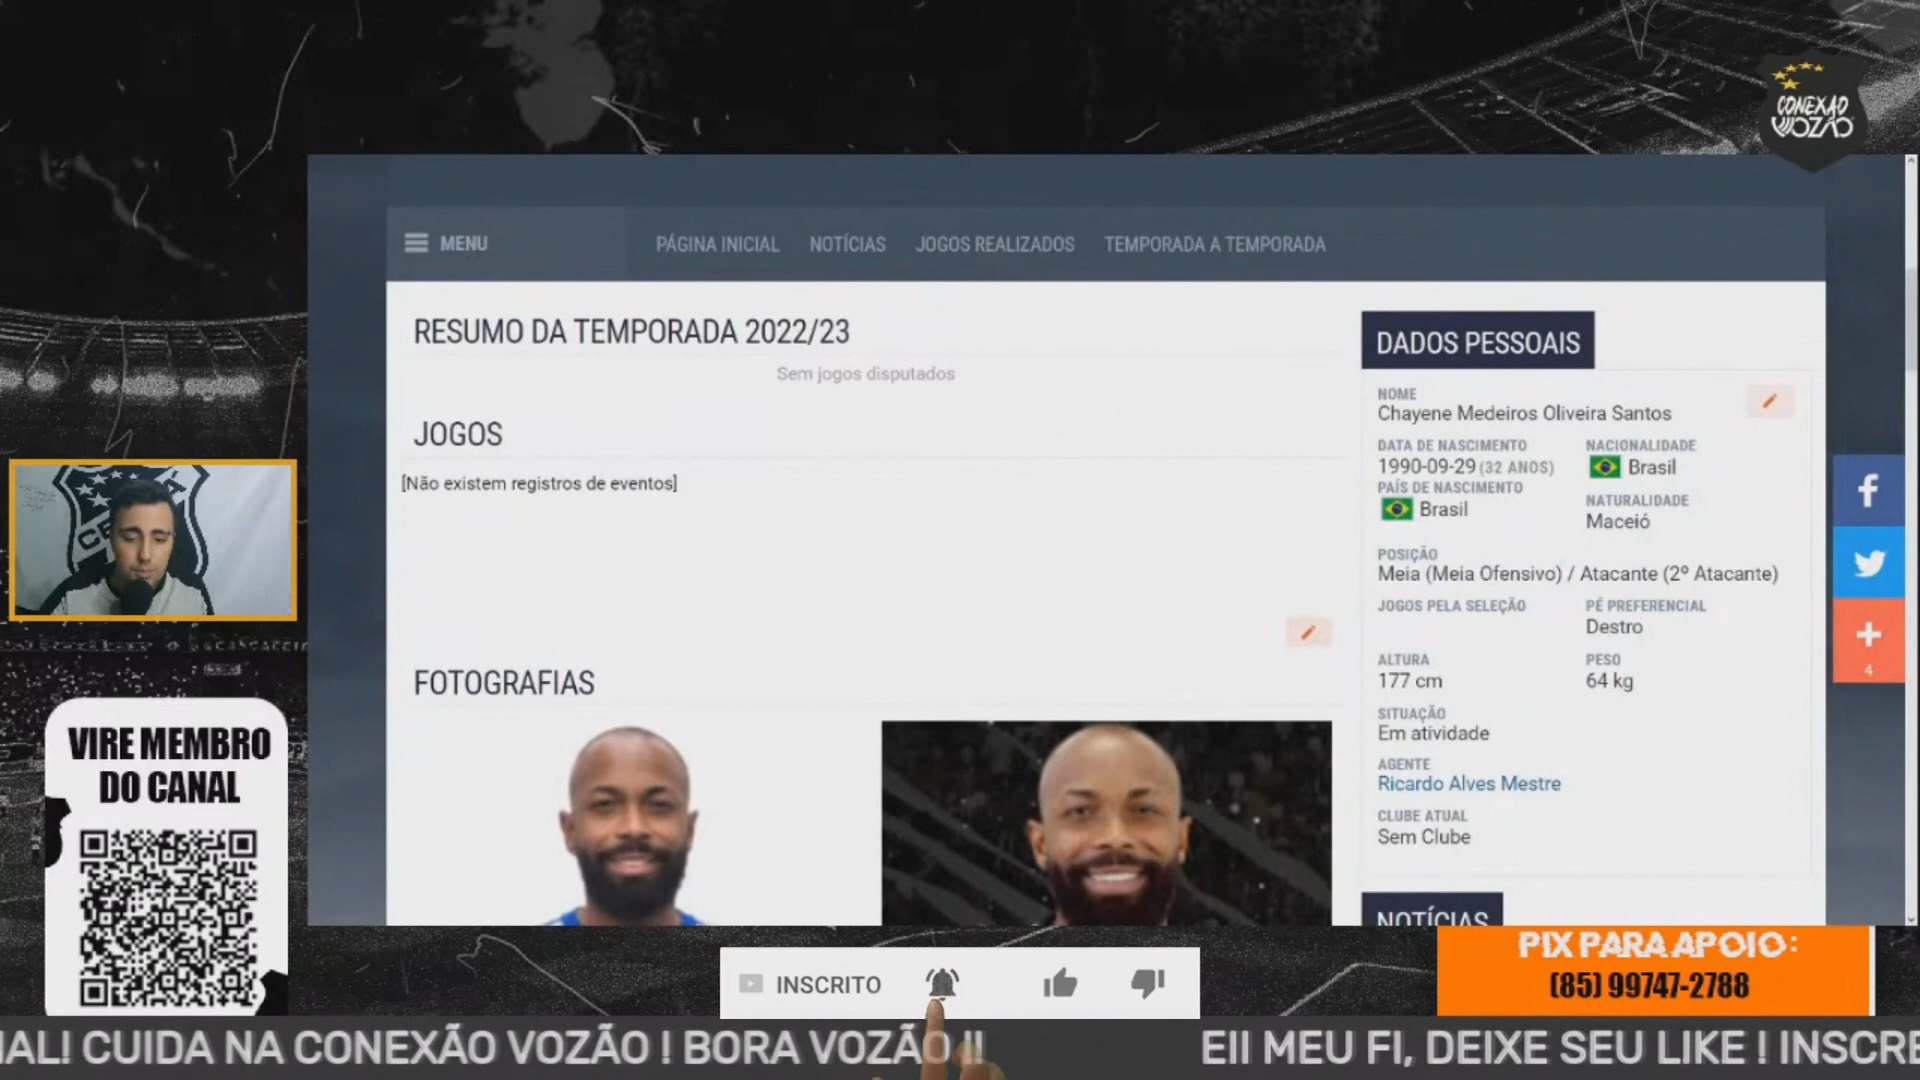 CONEXÃO
VOZÃO
MENU
PÁGINA INICIAL
NOTÍCIAS
JOGOS REALIZADOS
TEMPORADA A TEMPORADA
RESUMO DA TEMPORADA 2022/23
Sem jogos disputados
JOGOS
[Não existem registros de eventos]
FOTOGRAFIAS
DADOS PESSOAIS
NOME
Chayene Medeiros Oliveira Santos
DATA DE NASCIMENTO
1990-09-29 (32 ANOS)
NACIONALIDADE
Brasil
PAÍS DE NASCIMENTO
Brasil
NATURALIDADE
Maceió
POSIÇÃO
Meia (Meia Ofensivo) / Atacante (2º Atacante)
JOGOS PELA SELEÇÃO
PÉ PREFERENCIAL
Destro
ALTURA
177 cm
PESO
64 kg
SITUAÇÃO
Em atividade
AGENTE
Ricardo Alves Mestre
CLUBE ATUAL
Sem Clube
NOTÍCIAS
4
VIRE MEMBRO
DO CANAL
INSCRITO
PIX PARA APOIO:
(85) 99747-2788
IAL! CUIDA NA CONEXÃO VOZÃO ! BORA VOZÃO !!
EII MEU FI, DEIXE SEU LIKE ! INSCRE